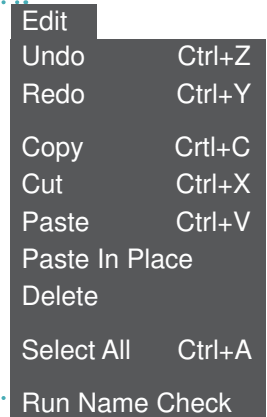 Edit
Undo Ctrl+Z
Redo Ctrl+Y
Copy Crtl+C
Cut Ctrl+X
Paste Ctrl+V
Paste In Place
Delete
Select All Ctrl+A
Run Name Check